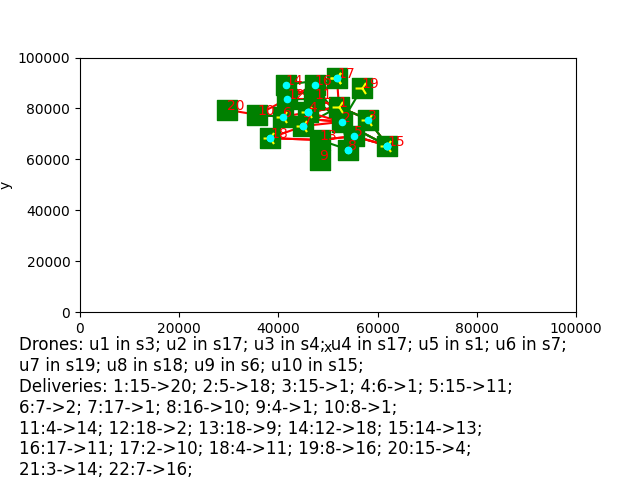 100000
80000
60000
40000
20000
0
y
0 20000 40000 60000 80000 100000
x
20
17
19
15
Drones: u1 in s3; u2 in s17; u3 in s4; u4 in s17; u5 in s1; u6 in s7;
u7 in s19; u8 in s18; u9 in s6; u10 in s15;
Deliveries: 1:15->20; 2:5->18; 3:15->1; 4:6->1; 5:15->11;
6:7->2; 7:17->1; 8:16->10; 9:4->1; 10:8->1;
11:4->14; 12:18->2; 13:18->9; 14:12->18; 15:14->13;
16:17->11; 17:2->10; 18:4->11; 19:8->16; 20:15->4;
21:3->14; 22:7->16;